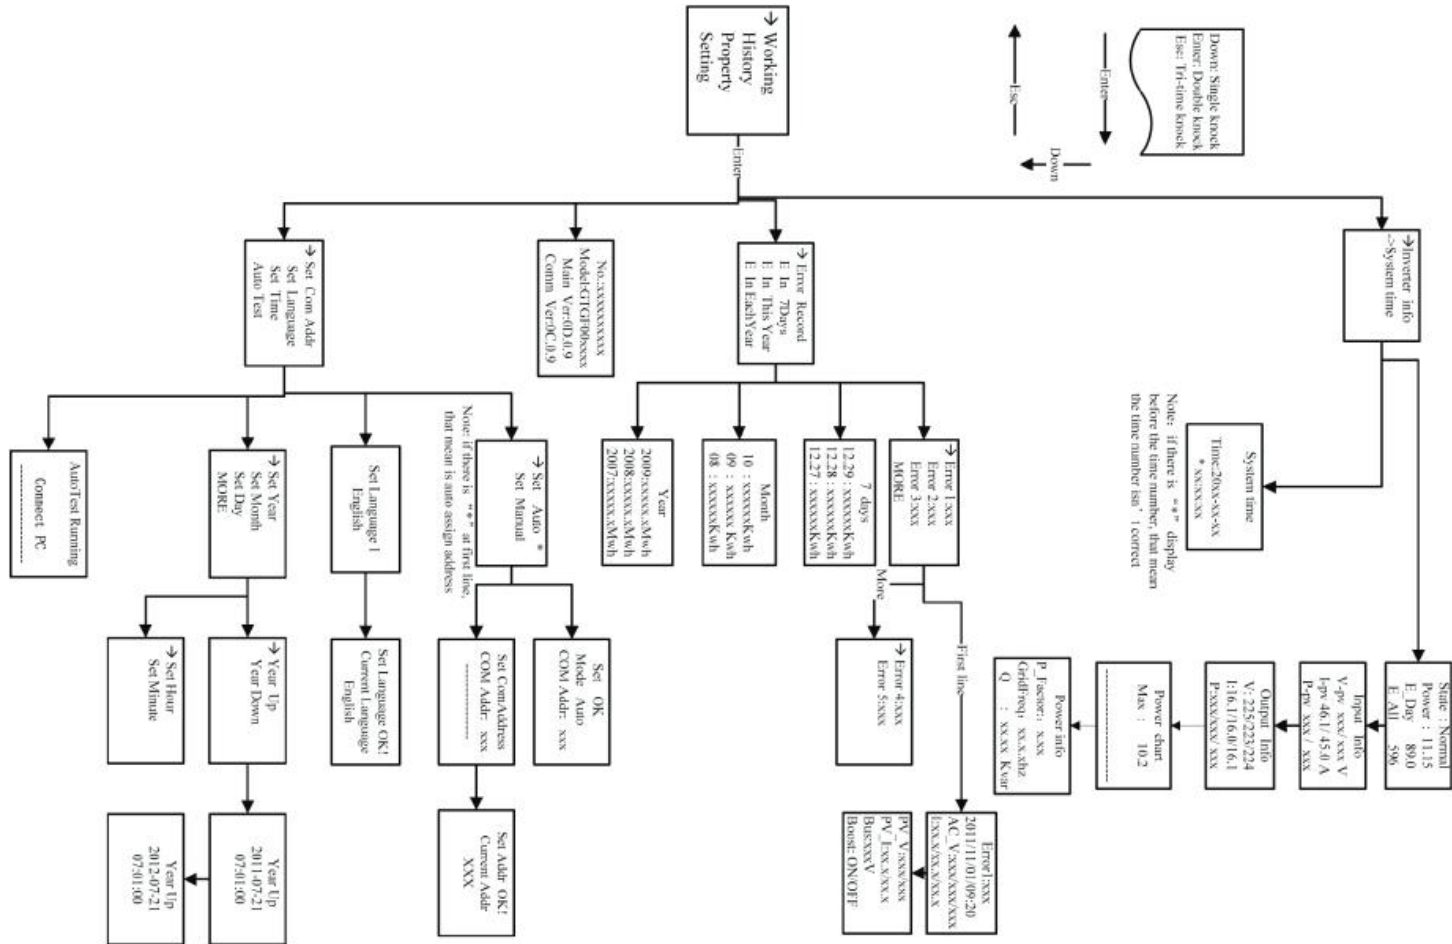 Down: Single knock
Enter: Double knock
Esc: Tri-time knock
Enter
Esc
Down
→ Working
History
Property
Setting
Enter
→Inverter info
->System time
State : Normal
Power : 11.15
E_Day 89.0
E_All 596
Input Info
V-pv xxx/ xxx V
I-pv 46.1/ 45.0 A
P-pv xxx / xxx
Output Info
V: 225/223/224
I:16.1/16.0/16.1
P:xxx/xxx/ xxx
Power chart
Max : 10.2
Power info
P_Factor:: x.xx
GridFreq: xx.x.xhz
Q : xx.xx Kvar
System time
Time:20xx-xx-xx
* xx:xx:xx
Note: if there is “*” display
before the time number, that mean
the time number isn’ t correct
→ Error Record
E In 7Days
E In This Year
E In EachYear
→ Error 1:xxx
Error 2:xxx
Error 3:xxx
MORE
First line
Error1:xxx
2011/11/01/09:20
AC_V:xxx/xxx/xxx
I:xx.x/xx.x/xx.x
PV_V:xxx/xxx
PV_I:xx.x/xx.x
Bus:xxxV
Boost: ON/OFF
More
→ Error 4:xxx
Error 5:xxx
7 days
12.29 : xxxxxxKwh
12.28 : xxxxxxKwh
12.27 : xxxxxKwh
Month
10 : xxxxxxKwh
09 : xxxxxx Kwh
08 : xxxxxxKwh
Year
2009:xxxxx.xMwh
2008:xxxxx.xMwh
2007:xxxx.xMwh
No.:xxxxxxxxxx
Model:GTGF00xxxx
Main Ver:0D.0.9
Comm Ver:0C.0.9
→ Set Com Addr
Set Language
Set Time
Auto Test
→ Set Auto *
Set Manual
Note: if there is “*” at first line,
that mean is auto assign address
Set OK
Mode Auto
COM Addr: xxx
Set ComAddress
COM Addr: xxx
Set Addr OK!
Current Addr
XXX
Set Language 1
English
Set Language OK!
Current Language
English
→ Set Year
Set Month
Set Day
MORE
→ Year Up
Year Down
Year Up
2011-07-21
07:01:00
Year Up
2012-07-21
07:01:00
→ Set Hour
Set Minute
AutoTest Running
Connect PC